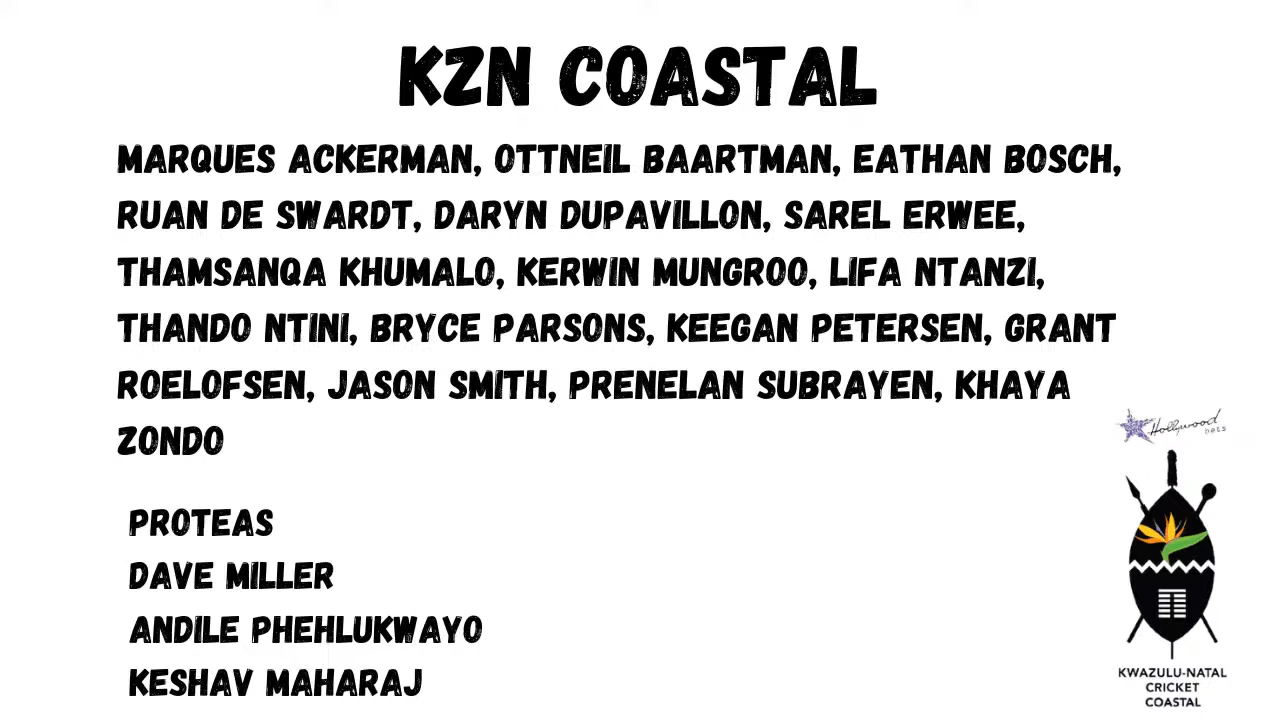 KZN COASTAL
MARQUES ACKERMAN, OTTNEIL BAARTMAN, EATHAN BOSCH,
RUAN DE SWARDT, DARYN DUPAVILLON, SAREL ERWEE,
THAMSANQA KHUMALO, KERWIN MUNGROO, LIFA NTANZI,
THANDO NTINI, BRYCE PARSONS, KEEGAN PETERSEN, GRANT
ROELOFSEN, JASON SMITH, PRENELAN SUBRAYEN, KHAYA
ZONDO
Hollywood
bets
PROTEAS
DAVE MILLER
ANDILE PHEHLUKWAYO
KESHAV MAHARAJ
KWAZULU-NATAL
CRICKET
COASTAL